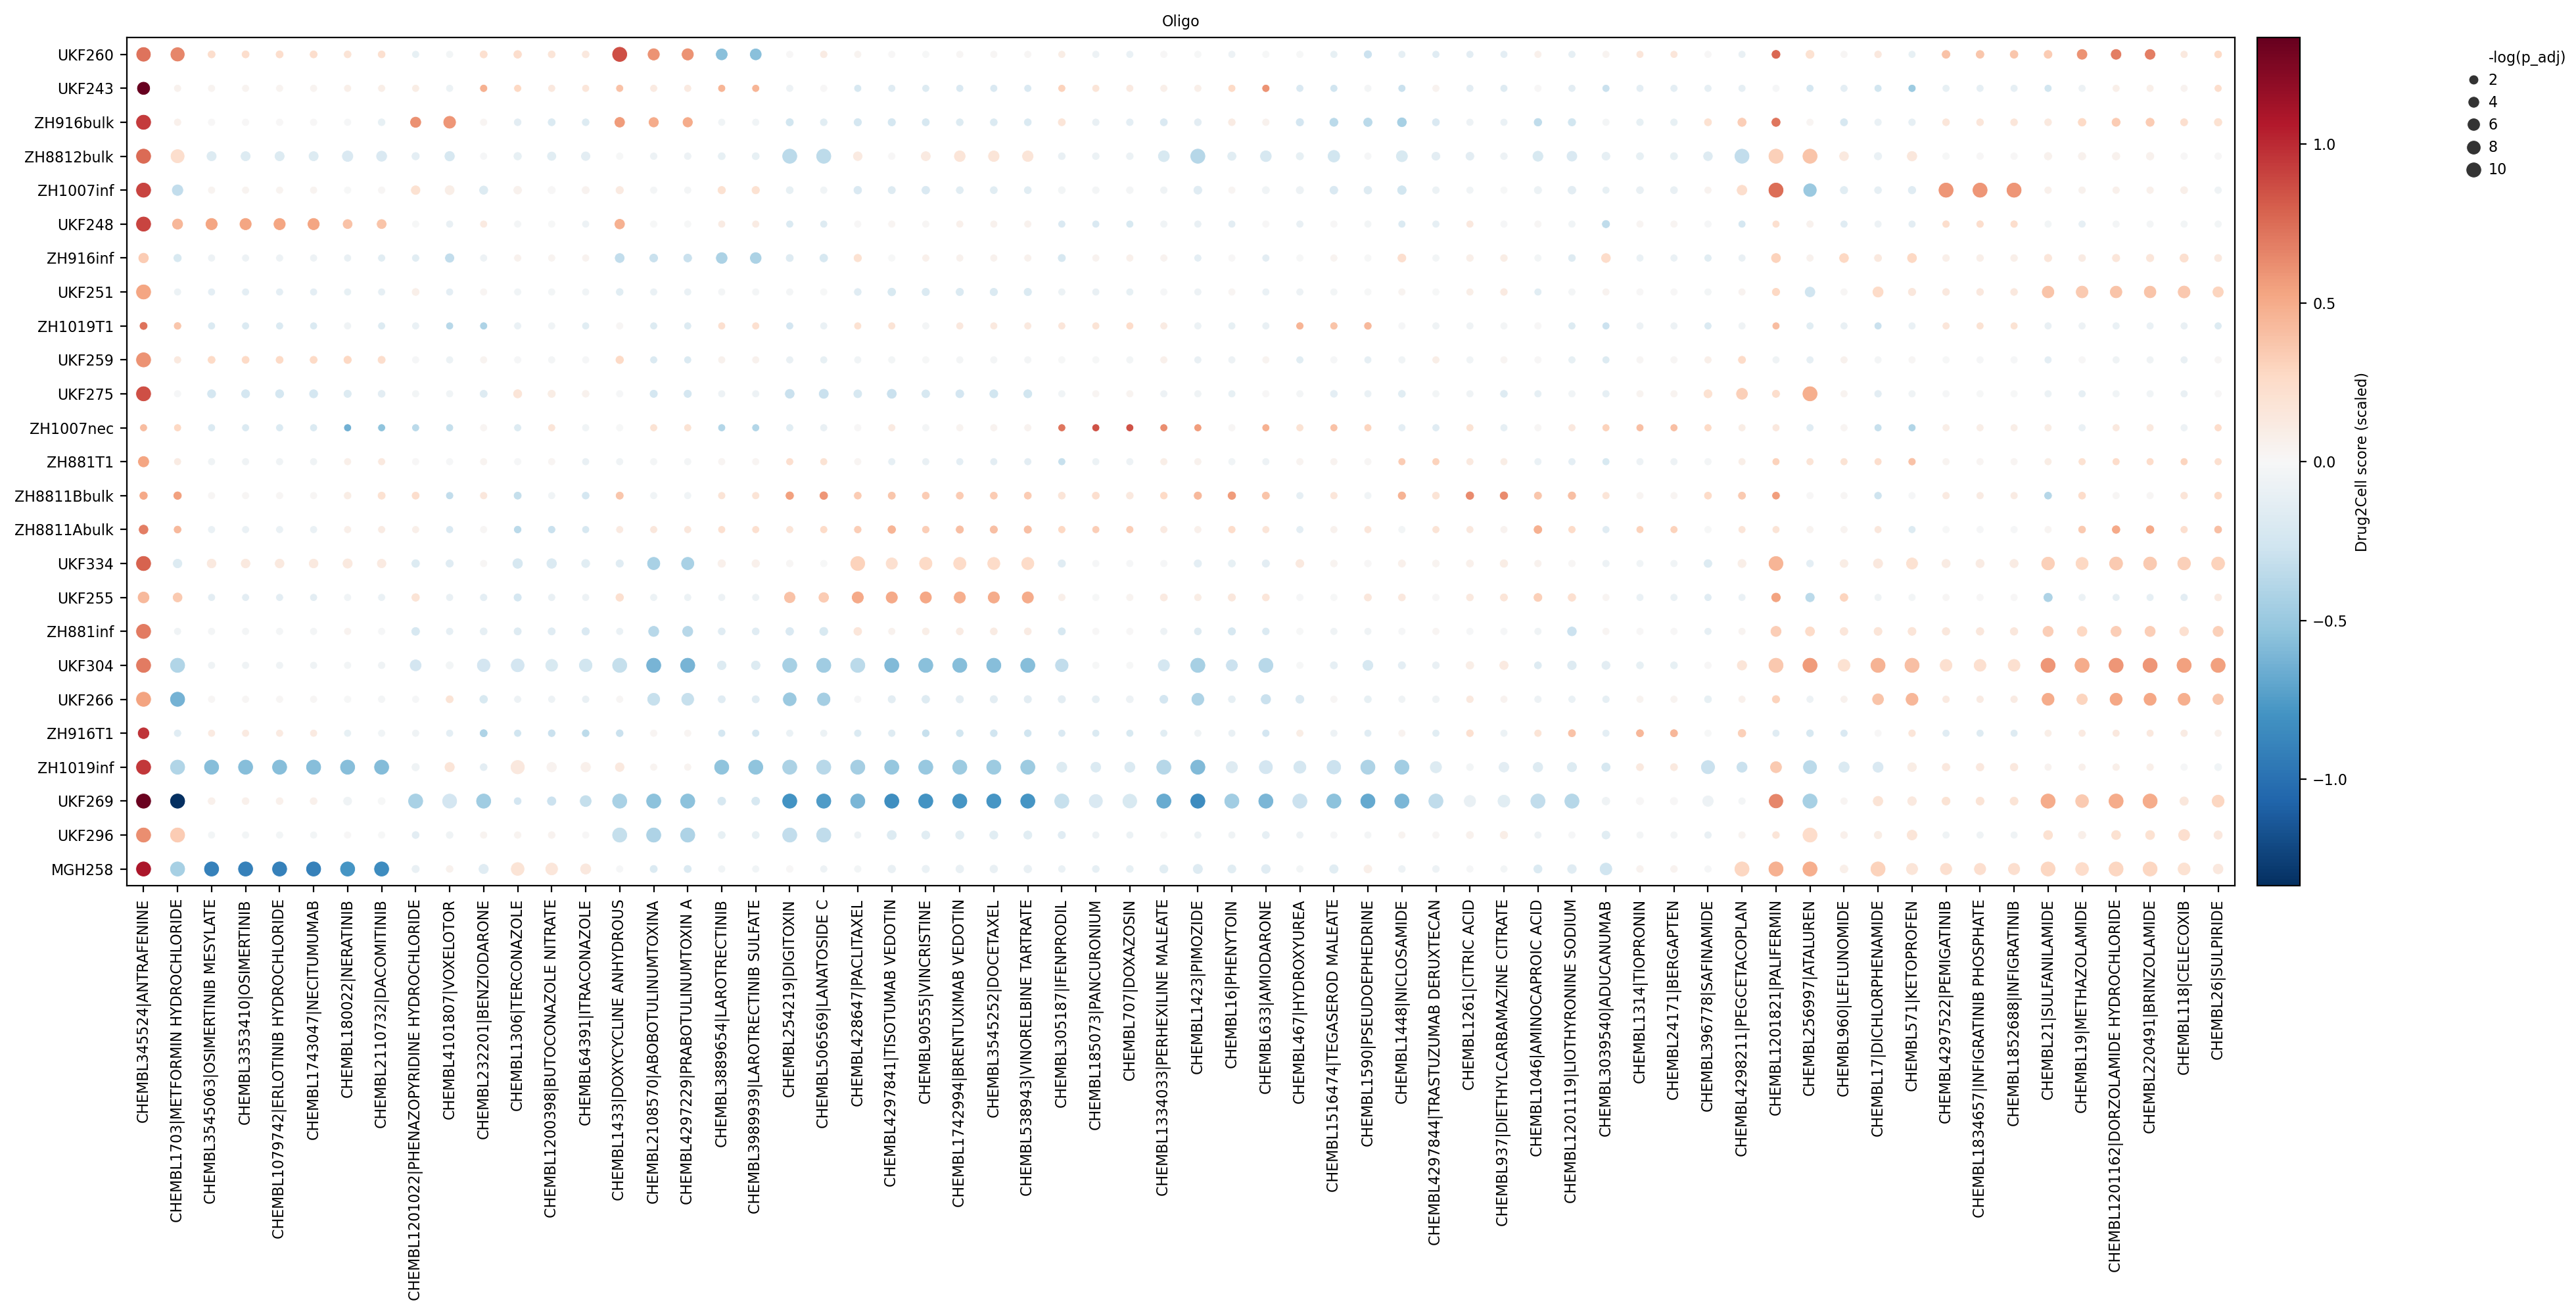 Oligo
UKF260
UKF243
ZH916bulk
ZH8812bulk
ZH1007inf
UKF248
ZH916inf
UKF251
ZH1019T1
UKF259
UKF275
ZH1007nec
ZH881T1
ZH8811Bbulk
ZH8811Abulk
UKF334
UKF255
ZH881inf
UKF304
UKF266
ZH916T1
ZH1019inf
UKF269
UKF296
MGH258
CHEMBL345524|ANTRAFENINE
CHEMBL1703|METFORMIN HYDROCHLORIDE
CHEMBL3545063|OSIMERTINIB MESYLATE
CHEMBL3353410|OSIMERTINIB
CHEMBL1079742|ERLOTINIB HYDROCHLORIDE
CHEMBL1743047|NECITUMUMAB
CHEMBL180022|NERATINIB
CHEMBL2110732|DACOMITINIB
CHEMBL1201022|PHENAZOPYRIDINE HYDROCHLORIDE
CHEMBL4101807|VOXELOTOR
CHEMBL232201|BENZIODARONE
CHEMBL1306|TERCONAZOLE
CHEMBL1200398|BUTOCONAZOLE NITRATE
CHEMBL64391|ITRACONAZOLE
CHEMBL1433|DOXYCYCLINE ANHYDROUS
CHEMBL2108570|ABOBOTULINUMTOXINA
CHEMBL4297229|PRABOTULINUMTOXIN A
CHEMBL3889654|LAROTRECTINIB
CHEMBL3989939|LAROTRECTINIB SULFATE
CHEMBL254219|DIGITOXIN
CHEMBL506569|LANATOSIDE C
CHEMBL428647|PACLITAXEL
CHEMBL4297841|TISOTUMAB VEDOTIN
CHEMBL90555|VINCRISTINE
CHEMBL1742994|BRENTUXIMAB VEDOTIN
CHEMBL3545252|DOCETAXEL
CHEMBL538943|VINORELBINE TARTRATE
CHEMBL305187|IFENPRODIL
CHEMBL185073|PANCURONIUM
CHEMBL707|DOXAZOSIN
CHEMBL1334033|PERHEXILINE MALEATE
CHEMBL1423|PIMOZIDE
CHEMBL16|PHENYTOIN
CHEMBL633|AMIODARONE
CHEMBL467|HYDROXYUREA
CHEMBL1516474|TEGASEROD MALEATE
CHEMBL1590|PSEUDOEPHEDRINE
CHEMBL1448|NICLOSAMIDE
CHEMBL4297844|TRASTUZUMAB DERUXTECAN
CHEMBL1261|CITRIC ACID
CHEMBL937|DIETHYLCARBAMAZINE CITRATE
CHEMBL1046|AMINOCAPROIC ACID
CHEMBL1201119|LIOTHYRONINE SODIUM
CHEMBL3039540|ADUCANUMAB
CHEMBL1314|TIOPRONIN
CHEMBL24171|BERGAPTEN
CHEMBL396778|SAFINAMIDE
CHEMBL4298211|PEGCETACOPLAN
CHEMBL1201821|PALIFERMIN
CHEMBL256997|ATALUREN
CHEMBL960|LEFLUNOMIDE
CHEMBL17|DICHLORPHENAMIDE
CHEMBL571|KETOPROFEN
CHEMBL4297522|PEMIGATINIB
CHEMBL1834657|INFIGRATINIB PHOSPHATE
CHEMBL1852688|INFIGRATINIB
CHEMBL21|SULFANILAMIDE
CHEMBL19|METHAZOLAMIDE
CHEMBL1201162|DORZOLAMIDE HYDROCHLORIDE
CHEMBL220491|BRINZOLAMIDE
CHEMBL118|CELECOXIB
CHEMBL26|SULPIRIDE
1.0
0.5
0.0
−0.5
−1.0
Drug2Cell score (scaled)
-log(p_adj)
2
4
6
8
10